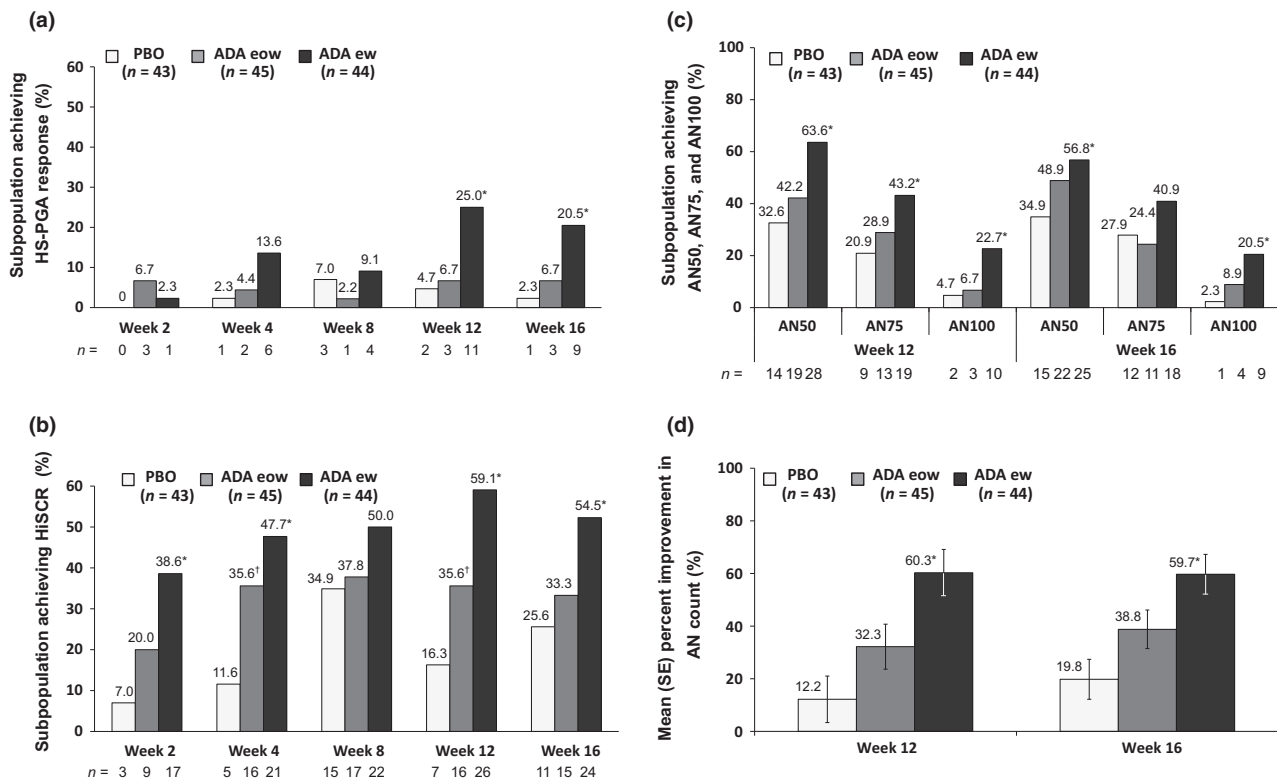 (a)
PBO
(n = 43)
ADA eow
(n = 45)
ADA ew
(n = 44)
Subpopulation achieving
HS-PGA response (%)
60
50
40
30
20
10
0
0 6.7 2.3
2.3 4.4 13.6
7.0 2.2 9.1
4.7 6.7 25.0*
2.3 6.7 20.5*
Week 2 Week 4 Week 8 Week 12 Week 16
n = 0 3 1 1 2 6 3 1 4 2 3 11 1 3 9
(b)
PBO
(n = 43)
ADA eow
(n = 45)
ADA ew
(n = 44)
Subpopulation achieving HiSCR (%)
60
50
40
30
20
10
0
7.0 20.0 38.6*
11.6 35.6† 47.7*
34.9 37.8 50.0
16.3 35.6† 59.1*
25.6 33.3 54.5*
Week 2 Week 4 Week 8 Week 12 Week 16
n = 3 9 17 5 16 21 15 17 22 7 16 26 11 15 24
(c)
PBO
(n = 43)
ADA eow
(n = 45)
ADA ew
(n = 44)
Subpopulation achieving
AN50, AN75, and AN100 (%)
100
80
60
40
20
0
32.6 42.2 63.6*
20.9 28.9 43.2*
4.7 6.7 22.7*
34.9 48.9 56.8*
27.9 24.4 40.9
2.3 8.9 20.5*
AN50 AN75 AN100 AN50 AN75 AN100
Week 12 Week 16
n = 14 19 28 9 13 19 2 3 10 15 22 25 12 11 18 1 4 9
(d)
PBO
(n = 43)
ADA eow
(n = 45)
ADA ew
(n = 44)
Mean (SE) percent improvement in
AN count (%)
100
80
60
40
20
0
12.2 32.3 60.3*
19.8 38.8 59.7*
Week 12 Week 16